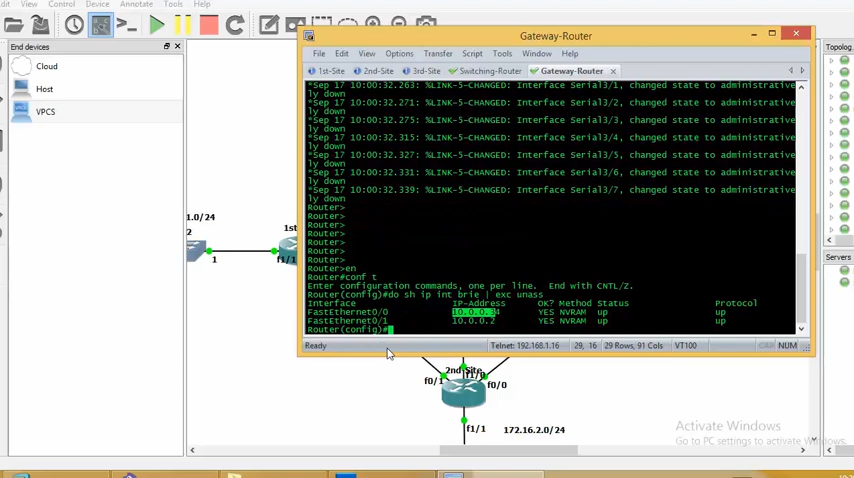 dit View Control Device Annotate Tools Help
End devices
Cloud
Host
VPCS
Gateway-Router
File Edit View Options Transfer Script Tools Window Help
1st-Site 2nd-Site 3rd-Site Switching-Router Gateway-Router
*Sep 17 10:00:32.263: %LINK-5-CHANGED: Interface Serial3/1, changed state to administrative
ly down
*Sep 17 10:00:32.271: %LINK-5-CHANGED: Interface Serial3/2, changed state to administrative
ly down
*Sep 17 10:00:32.275: %LINK-5-CHANGED: Interface Serial3/3, changed state to administrative
ly down
*Sep 17 10:00:32.315: %LINK-5-CHANGED: Interface Serial3/4, changed state to administrative
ly down
*Sep 17 10:00:32.327: %LINK-5-CHANGED: Interface Serial3/5, changed state to administrative
ly down
*Sep 17 10:00:32.331: %LINK-5-CHANGED: Interface Serial3/6, changed state to administrative
ly down
*Sep 17 10:00:32.339: %LINK-5-CHANGED: Interface Serial3/7, changed state to administrative
ly down
Router>
Router>
Router>
Router>
Router>
Router>
Router>
Router>en
Router#conf t
Enter configuration commands, one per line. End with CNTL/Z.
Router(config)#do sh ip int brie | exc unass
Interface IP-Address OK? Method Status Protocol
FastEthernet0/0 10.0.0.34 YES NVRAM up up
FastEthernet0/1 10.0.0.2 YES NVRAM up up
Router(config)#
Ready Telnet: 192.168.1.16 29, 16 29 Rows, 91 Cols VT100 CAP NUM
Topolog
Servers
1.0/24
2
1
1st
f1/1
2nd-Site
f1/0
f0/1
f0/0
f1/1
172.16.2.0/24
Activate Windows
Go to PC settings to activate Windows.